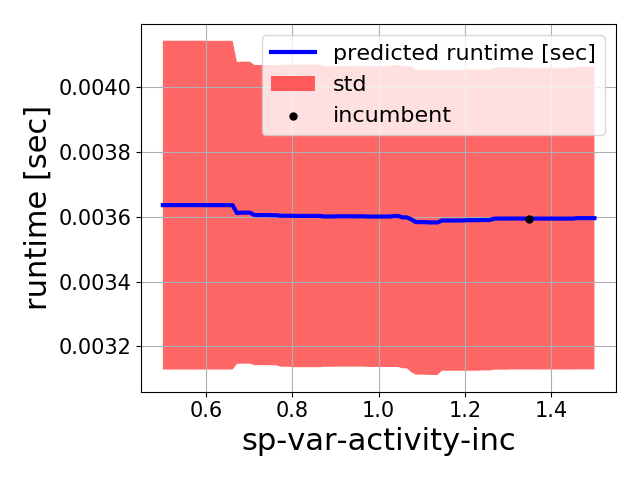 predicted runtime [sec]
std
incumbent
runtime [sec]
0.0040
0.0038
0.0036
0.0034
0.0032
0.6 0.8 1.0 1.2 1.4
sp-var-activity-inc